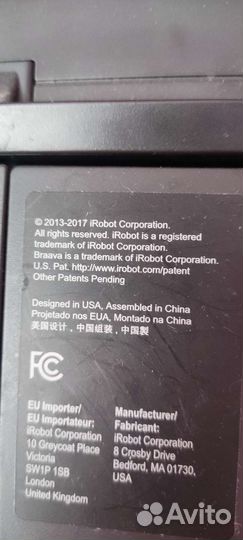 © 2013-2017 iRobot Corporation.
All rights reserved. iRobot is a registered
trademark of iRobot Corporation.
Braava is a trademark of iRobot Corporation.
U.S. Pat. http://www.irobot.com/patent
Other Patents Pending
Designed in USA, Assembled in China
Projetado nos EUA, Montado na China
美国设计，中国组装，中国製
FC
EU Importer/
EU Importateur:
iRobot Corporation
10 Greycoat Place
Victoria
SW1P 1SB
London
United Kingdom
Manufacturer/
Fabricant:
iRobot Corporation
8 Crosby Drive
Bedford, MA 01730,
USA
Avito